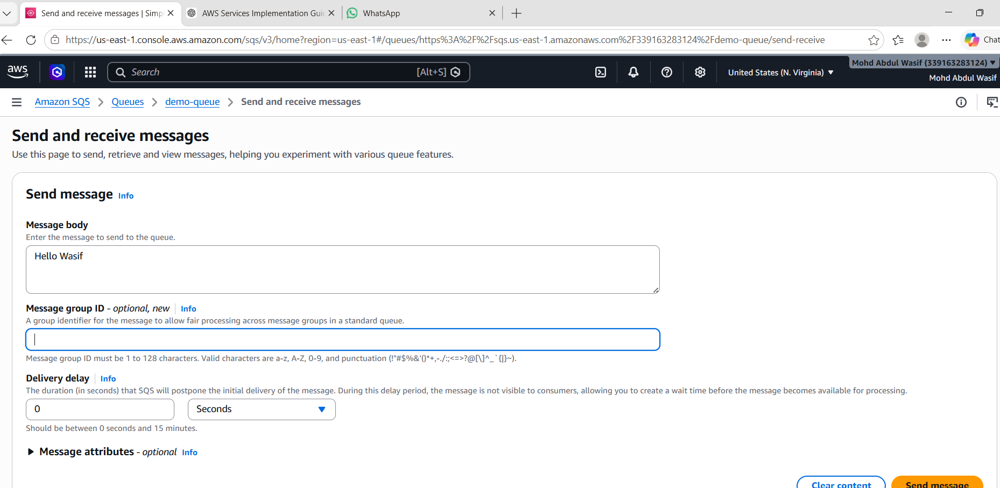 Send and receive messages | Simpl
AWS Services Implementation Guid
WhatsApp
https://us-east-1.console.aws.amazon.com/sqs/v3/home?region=us-east-1#/queues/https%3A%2F%2Fsqs.us-east-1.amazonaws.com%2F339163283124%2Fdemo-queue/send-receive
Chat
aws
Search
[Alt+S]
United States (N. Virginia)
Mohd Abdul Wasif (339163283124)
Mohd Abdul Wasif
Amazon SQS
Queues
demo-queue
Send and receive messages
Send and receive messages
Use this page to send, retrieve and view messages, helping you experiment with various queue features.
Send message Info
Message body
Enter the message to send to the queue.
Hello Wasif
Message group ID - optional, new Info
A group identifier for the message to allow fair processing across message groups in a standard queue.
Message group ID must be 1 to 128 characters. Valid characters are a-z, A-Z, 0-9, and punctuation (!"#$%&'()*+,-./:;<=>?@[\]^_`{|}~).
Delivery delay Info
The duration (in seconds) that SQS will postpone the initial delivery of the message. During this delay period, the message is not visible to consumers, allowing you to create a wait time before the message becomes available for processing.
0
Seconds
Should be between 0 seconds and 15 minutes.
Message attributes - optional Info
Clear content
Send message